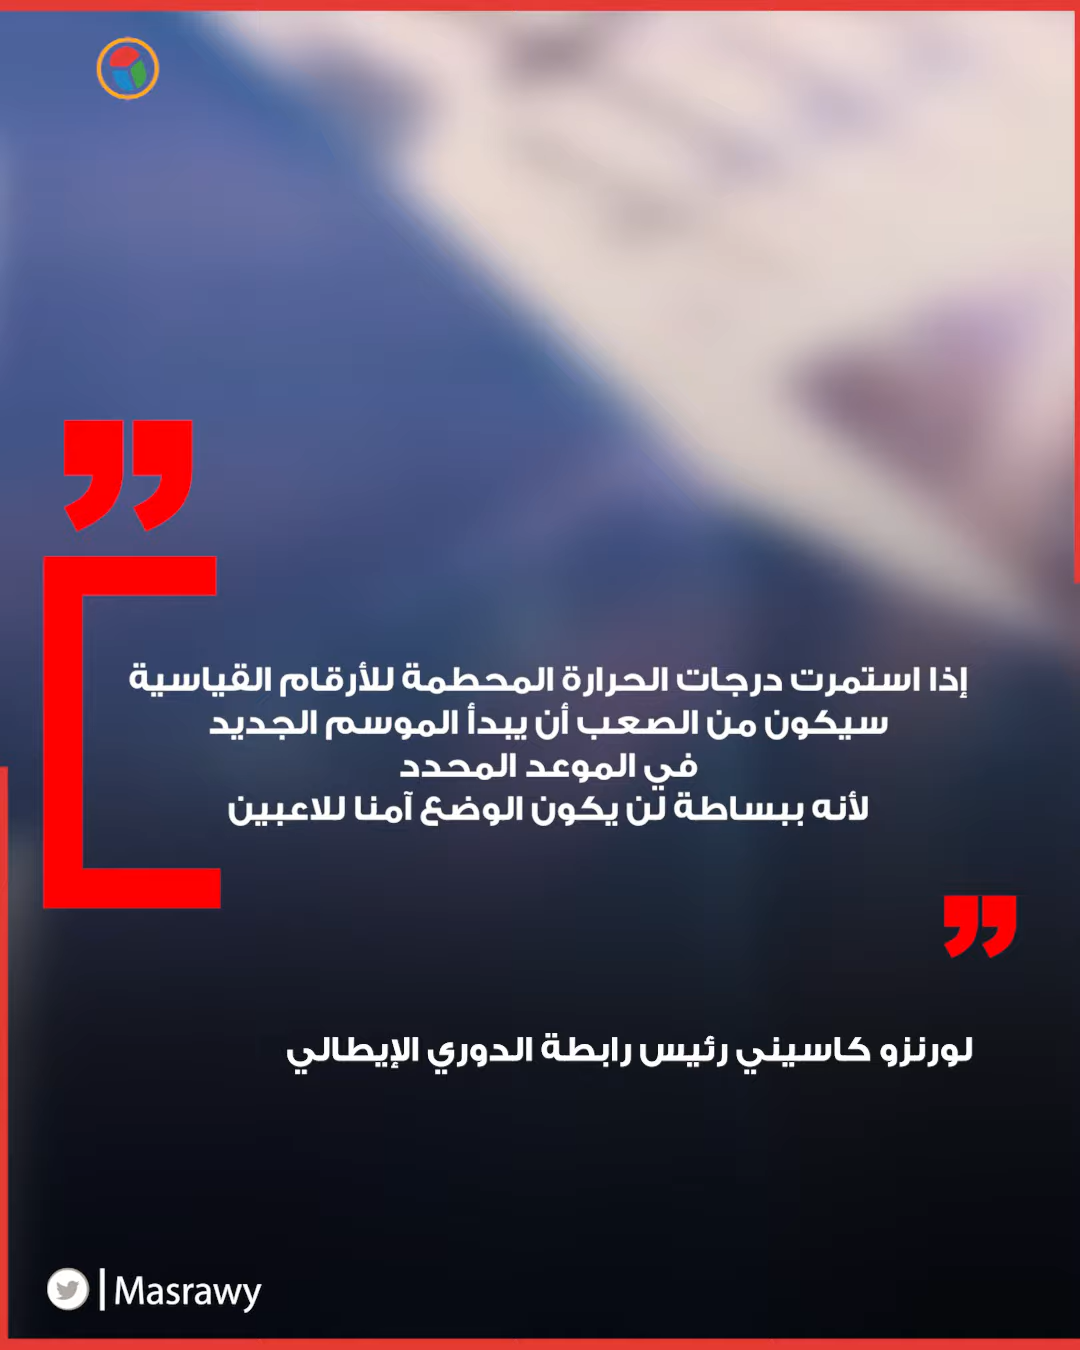 إذا استمرت درجات الحرارة المحطمة للأرقام القياسية
سيكون من الصعب أن يبدأ الموسم الجديد
في الموعد المحدد
لأنه ببساطة لن يكون الوضع آمنا للاعبين
لورنزو كاسيني رئيس رابطة الدوري الإيطالي
Masrawy